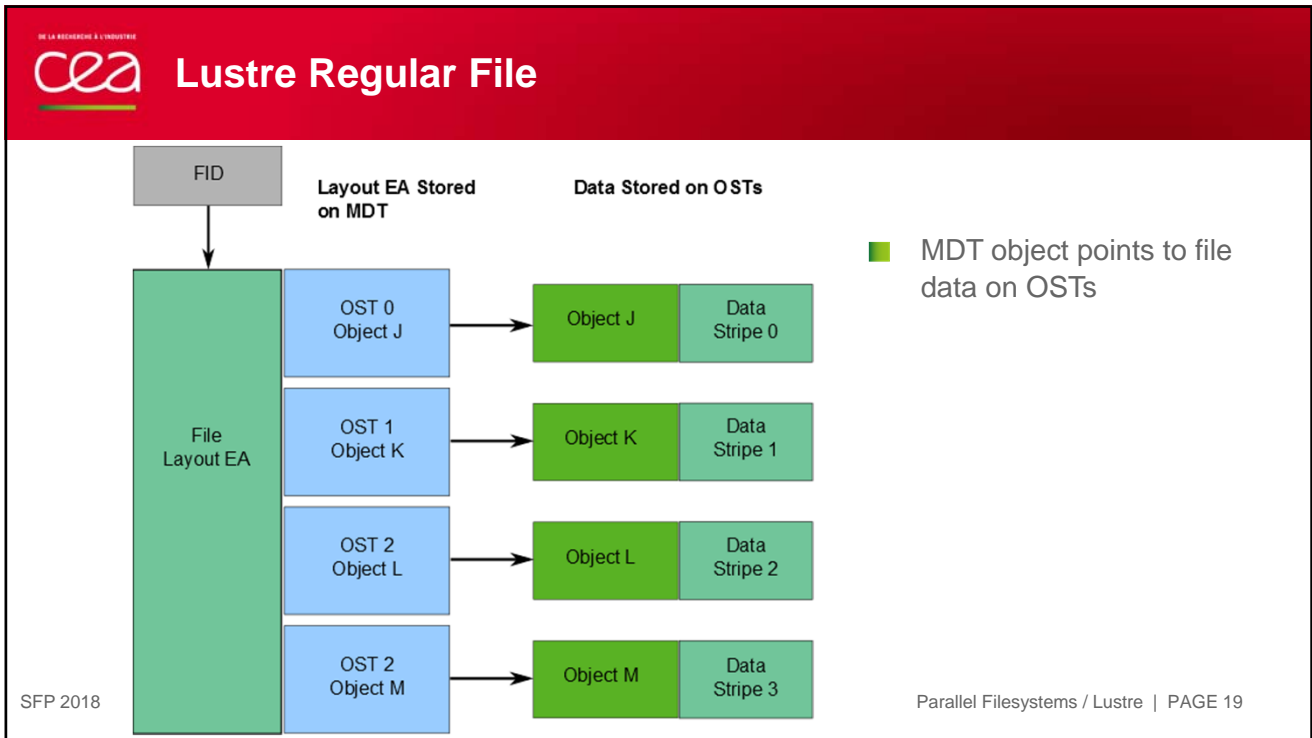 DE LA RECHERCHE À L'INDUSTRIE
cea
Lustre Regular File
FID
Layout EA Stored
on MDT
Data Stored on OSTs
MDT object points to file
data on OSTs
File
Layout EA
OST 0
Object J
Object J
Data
Stripe 0
OST 1
Object K
Object K
Data
Stripe 1
OST 2
Object L
Object L
Data
Stripe 2
OST 2
Object M
Object M
Data
Stripe 3
SFP 2018
Parallel Filesystems / Lustre | PAGE 19